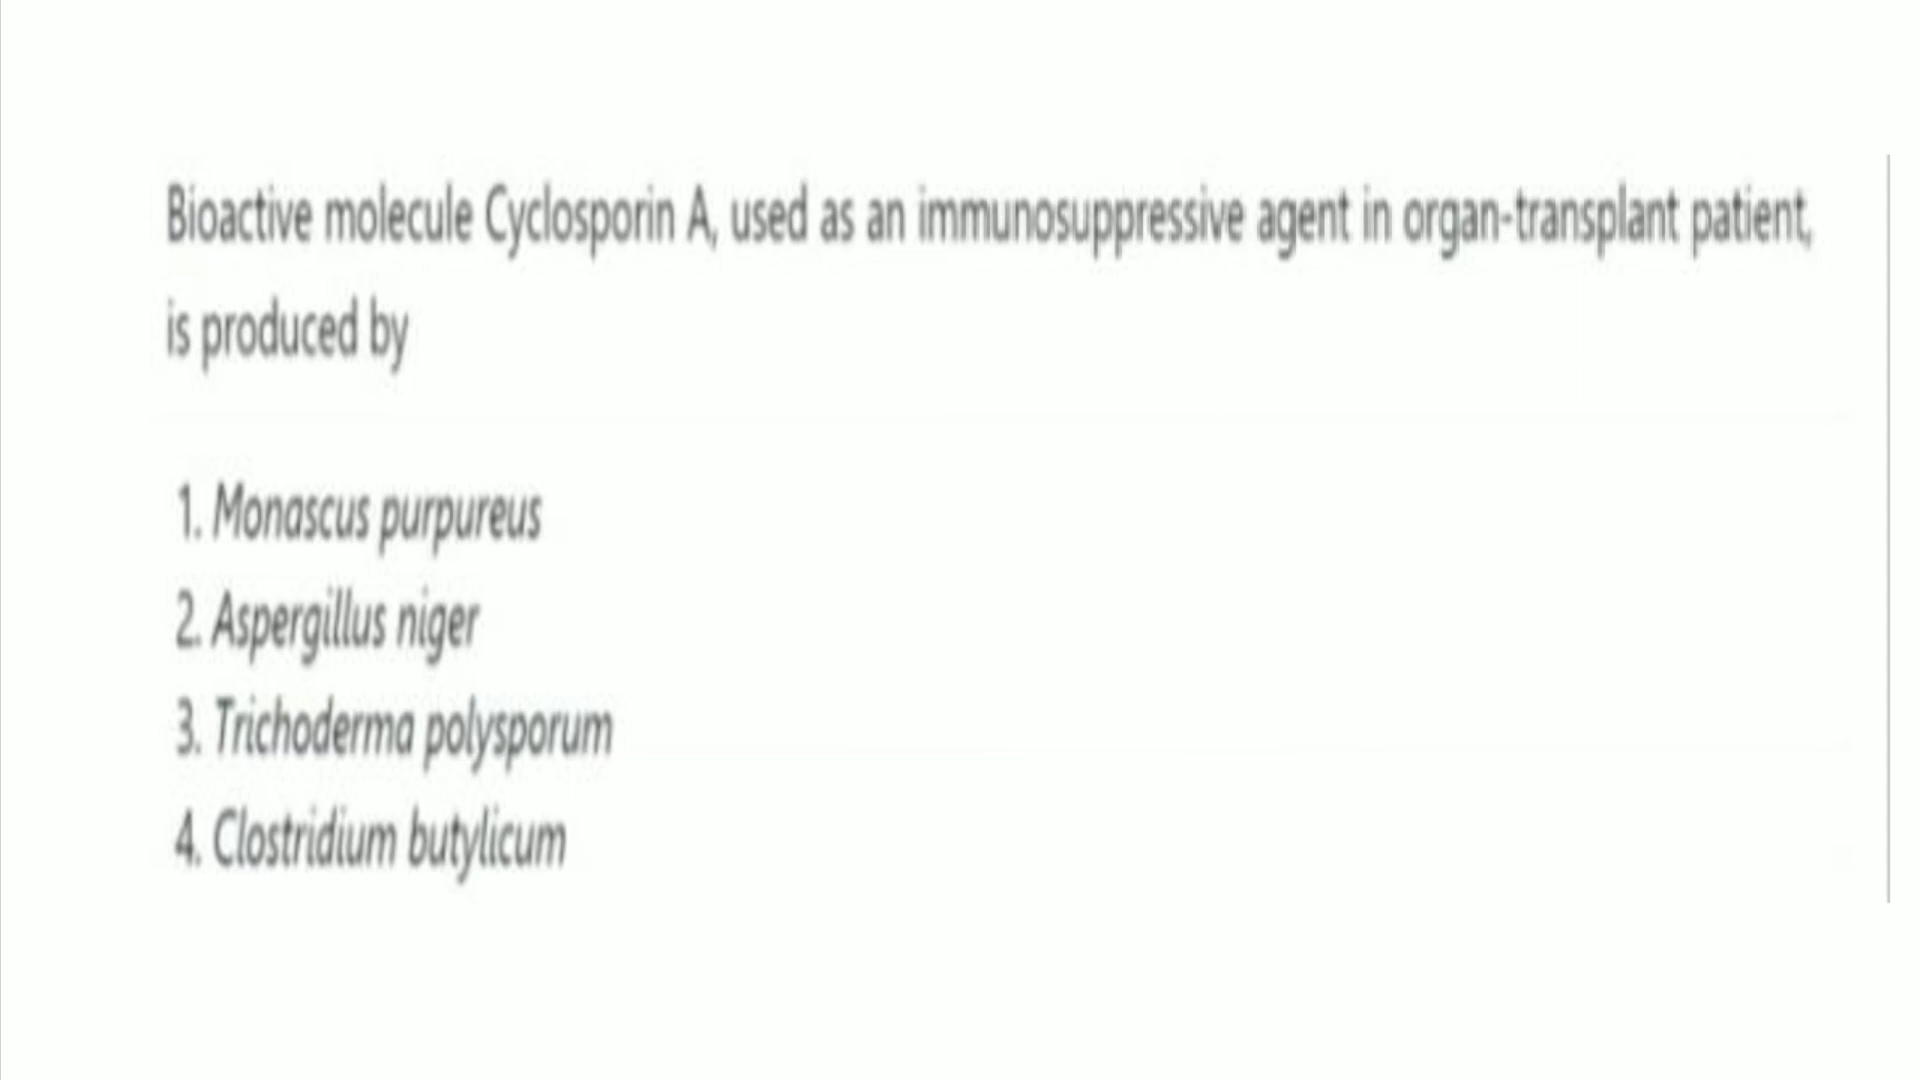 Bioactive molecule Cyclosporin A, used as an immunosuppressive agent in organ-transplant patient,
is produced by
1. Monascus purpureus
2. Aspergillus niger
3. Trichoderma polysporum
4. Clostridium butylicum